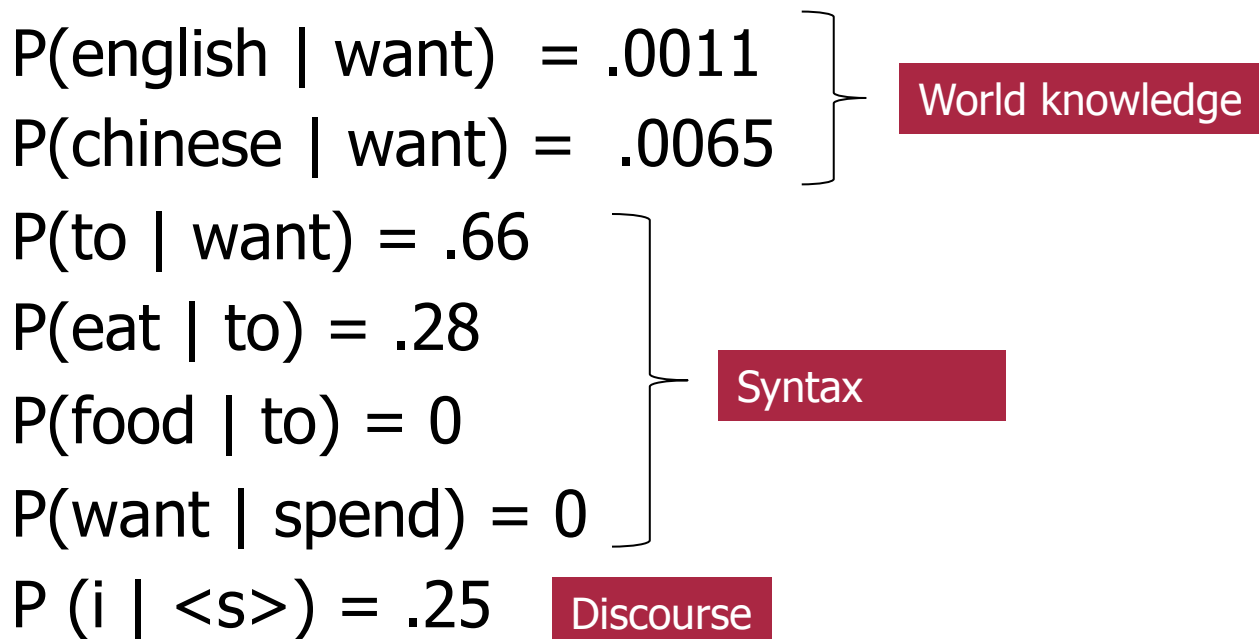 P(english | want) = .0011
World knowledge
P(chinese | want) = .0065
P(to | want) = .66
P(eat | to) = .28
Syntax
P(food | to) = 0
P(want | spend) = 0
P (i | <s>) = .25
Discourse